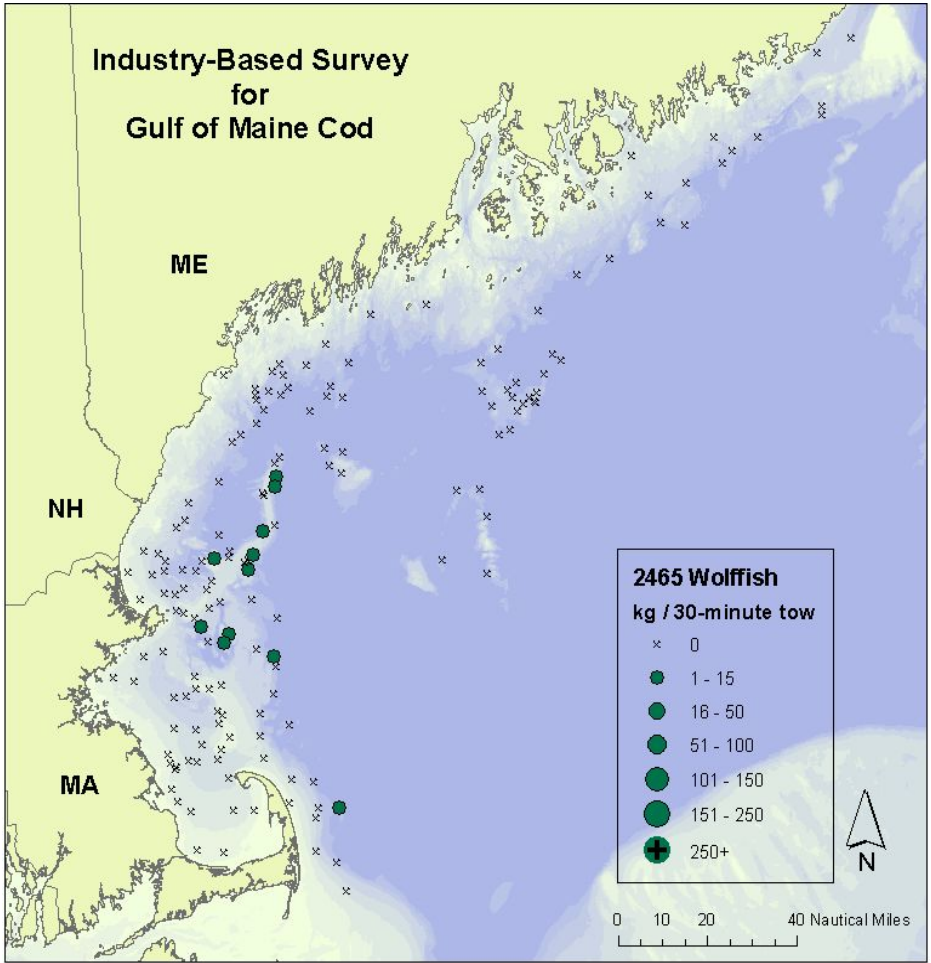 Industry-Based Survey
for
Gulf of Maine Cod
ME
NH
MA
2465 Wolffish
kg / 30-minute tow
0
1 - 15
16 - 50
51 - 100
101 - 150
151 - 250
250+
N
0 10 20 40 Nautical Miles